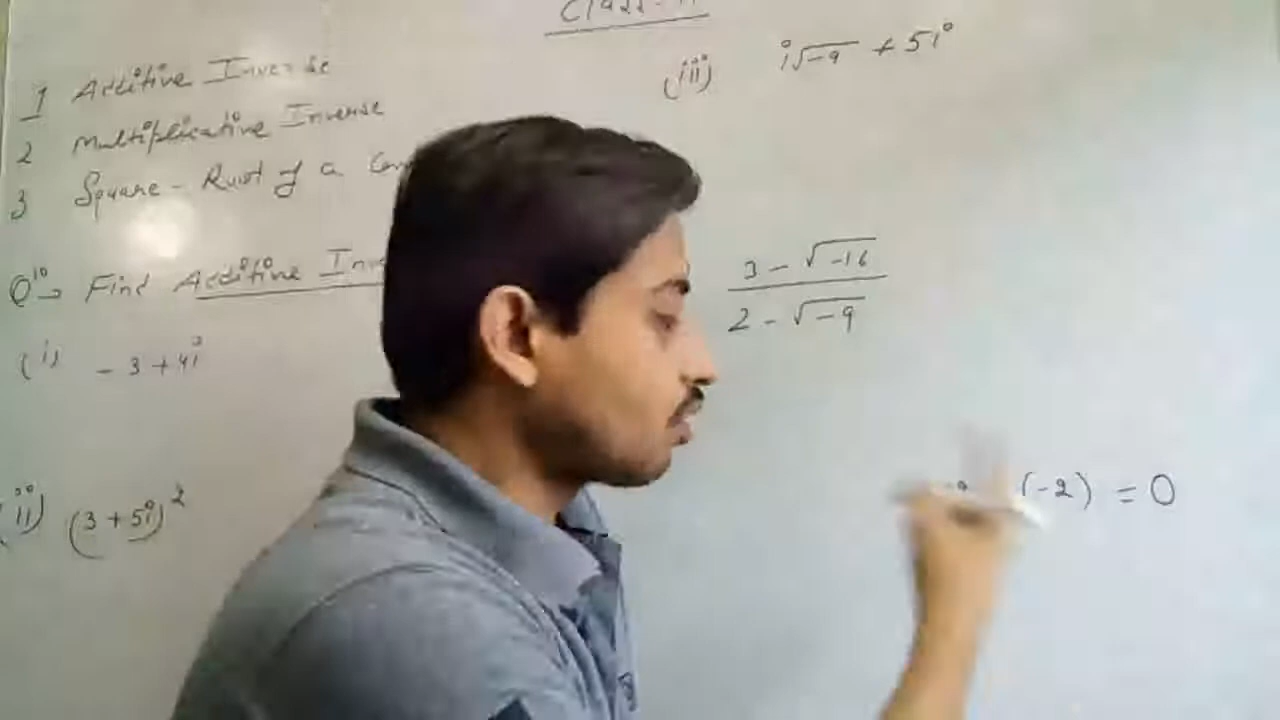 1 Additive Inverse
2 Multiplicative Inverse
3 Square - Root of a
Q → Find Additive
(i) - 3 + 4i
(ii) (3 + 5i)²
(iii) i√-9 + 5i
3 - √-16
2 - √-9
(-2) = 0